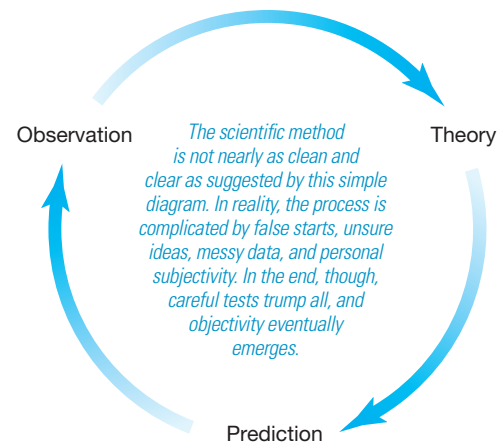 Observation
Theory
The scientific method
is not nearly as clean and
clear as suggested by this simple
diagram. In reality, the process is
complicated by false starts, unsure
ideas, messy data, and personal
subjectivity. In the end, though,
careful tests trump all, and
objectivity eventually
emerges.
Prediction